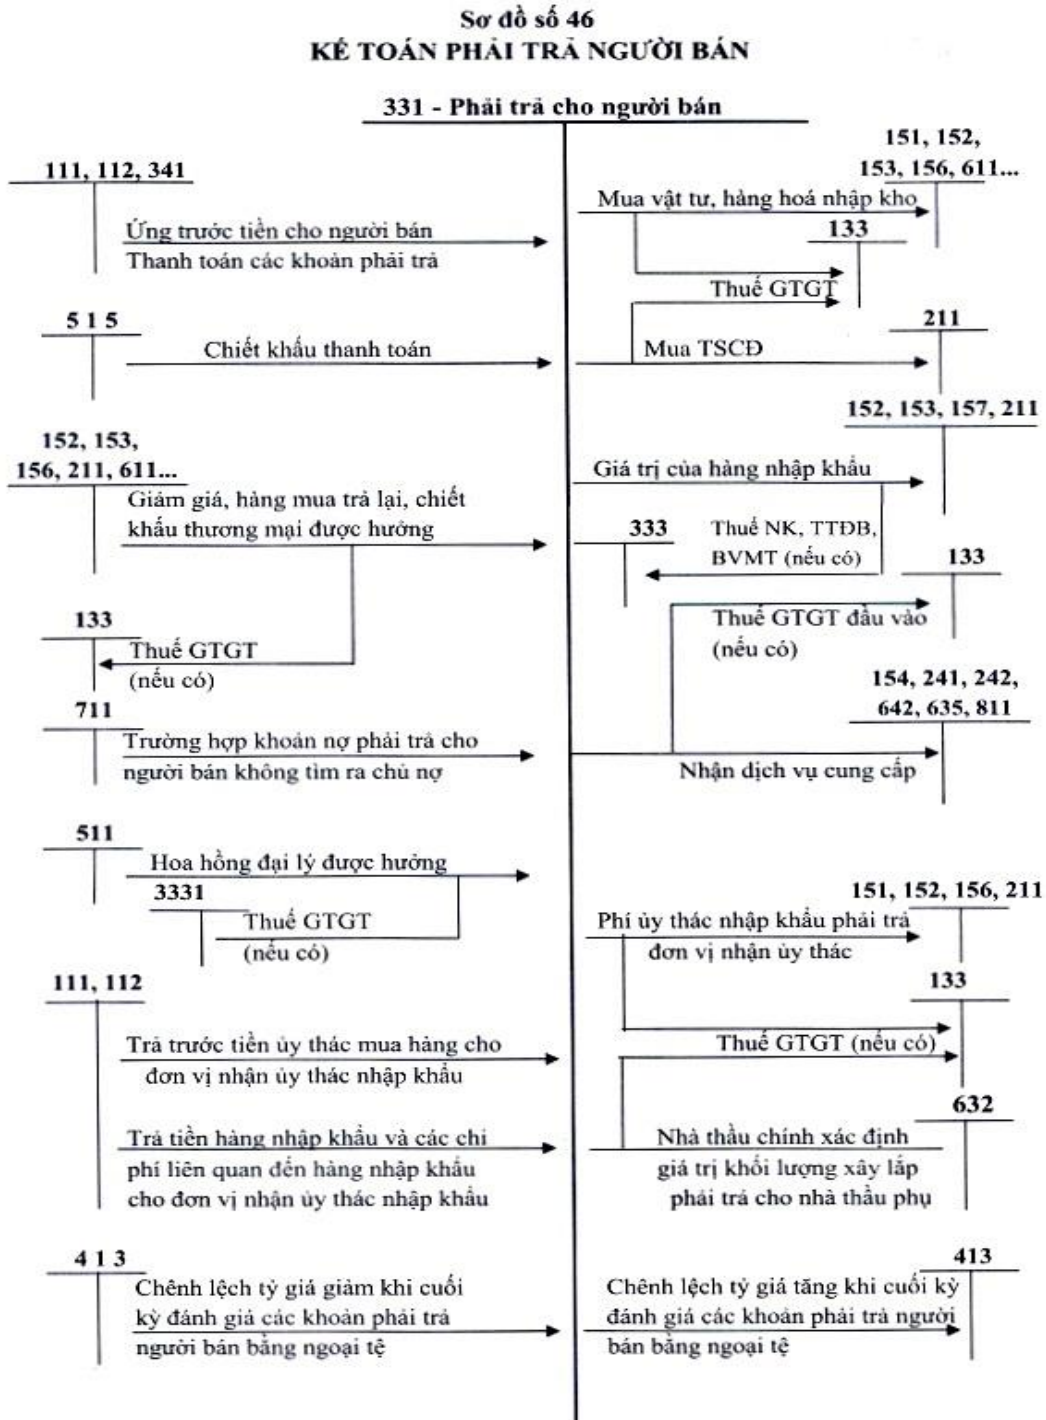 Sơ đồ số 46
KẾ TOÁN PHẢI TRẢ NGƯỜI BÁN
331 - Phải trả cho người bán
111, 112, 341
Ứng trước tiền cho người bán
Thanh toán các khoản phải trả
5 1 5
Chiết khấu thanh toán
152, 153,
156, 211, 611...
Giảm giá, hàng mua trả lại, chiết
khấu thương mại được hưởng
133
Thuế GTGT
(nếu có)
711
Trường hợp khoản nợ phải trả cho
người bán không tìm ra chủ nợ
511
Hoa hồng đại lý được hưởng
3331
Thuế GTGT
(nếu có)
111, 112
Trả trước tiền ủy thác mua hàng cho
đơn vị nhận ủy thác nhập khẩu
Trả tiền hàng nhập khẩu và các chi
phí liên quan đến hàng nhập khẩu
cho đơn vị nhận ủy thác nhập khẩu
4 1 3
Chênh lệch tỷ giá giảm khi cuối
kỳ đánh giá các khoản phải trả
người bán bằng ngoại tệ
151, 152,
153, 156, 611...
Mua vật tư, hàng hoá nhập kho
133
Thuế GTGT
211
Mua TSCĐ
152, 153, 157, 211
Giá trị của hàng nhập khẩu
333
Thuế NK, TTĐB,
BVMT (nếu có)
133
Thuế GTGT đầu vào
(nếu có)
154, 241, 242,
642, 635, 811
Nhận dịch vụ cung cấp
151, 152, 156, 211
Phí ủy thác nhập khẩu phải trả
đơn vị nhận ủy thác
133
Thuế GTGT (nếu có)
632
Nhà thầu chính xác định
giá trị khối lượng xây lắp
phải trả cho nhà thầu phụ
413
Chênh lệch tỷ giá tăng khi cuối kỳ
đánh giá các khoản phải trả người
bán bằng ngoại tệ